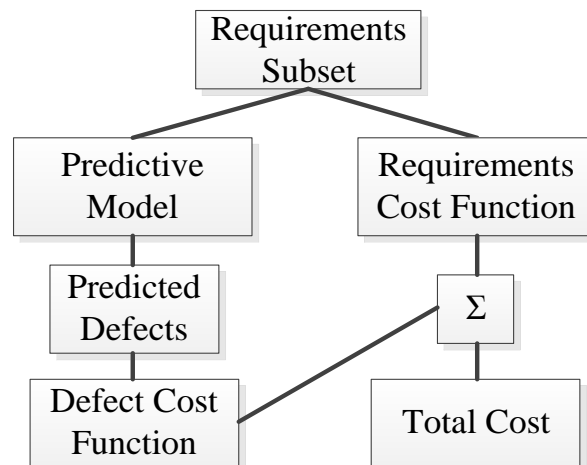 Requirements
Subset
Predictive
Model
Requirements
Cost Function
Predicted
Defects
Σ
Defect Cost
Function
Total Cost